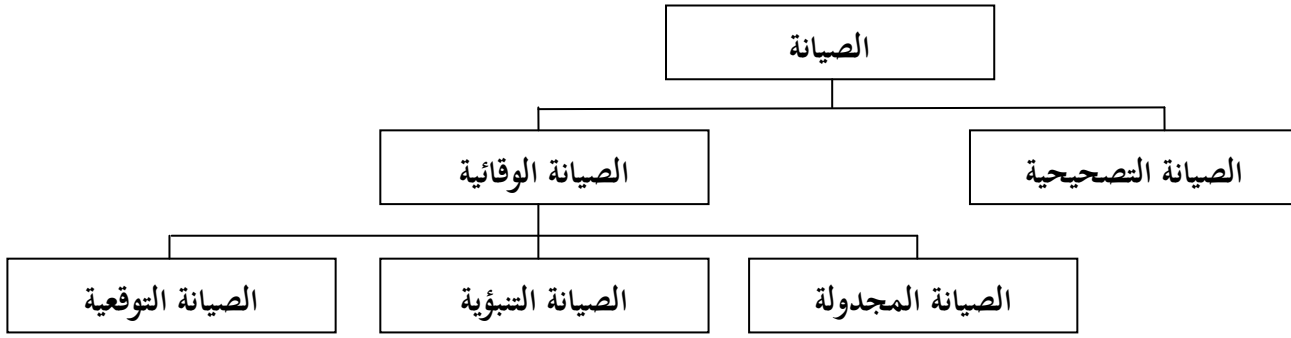 الصيانة
الصيانة التصحيحية
الصيانة الوقائية
الصيانة المجدولة
الصيانة التنبؤية
الصيانة التوقعية